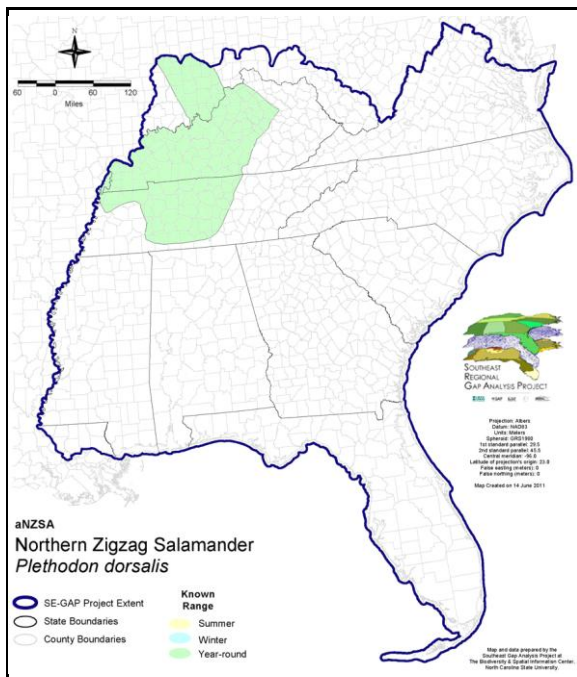 N
60 0 60 120
Miles
SOUTHEAST
REGIONAL
GAP ANALYSIS PROJECT
Projection: Albers
Datum: NAD83
Units: Meters
Spheroid: GRS1980
1st standard parallel: 29.5
2nd standard parallel: 45.5
Central meridian: -96.0
Latitude of projection's origin: 23.0
False easting (meters): 0
False northing (meters): 0
Map Created on 14 June 2011
aNZSA
Northern Zigzag Salamander
Plethodon dorsalis
SE-GAP Project Extent
State Boundaries
County Boundaries
Known
Range
Summer
Winter
Year-round
Map and data prepared by the
Southeast Gap Analysis Project at
The Biodiversity & Spatial Information Center,
North Carolina State University.